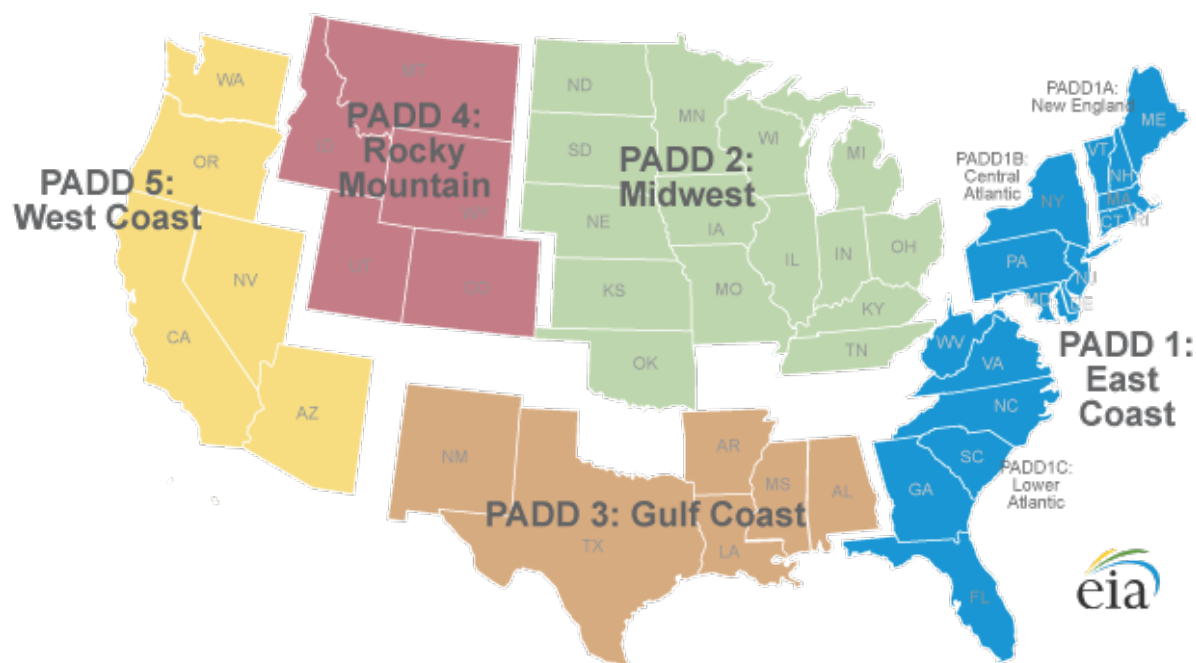 PADD 5:
West Coast
WA
OR
NV
CA
AZ
PADD 4:
Rocky
Mountain
MT
ID
WY
UT
CO
PADD 2:
Midwest
ND
SD
NE
KS
OK
MN
WI
MI
IA
IL
IN
OH
MO
KY
TN
PADD 3: Gulf Coast
NM
TX
AR
LA
MS
AL
PADD1A:
New England
ME
VT
NH
MA
CT
RI
PADD1B:
Central
Atlantic
NY
PA
NJ
MD
DE
PADD 1:
East
Coast
WV
VA
NC
SC
GA
FL
PADD1C:
Lower
Atlantic
eia